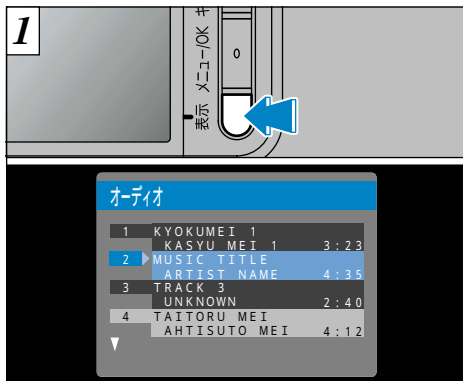 1
表示 メニュー/OK キ
オーディオ
1 KYOKUMEI 1
KASYU MEI 1 3:23
2 MUSIC TITLE
ARTIST NAME 4:35
3 TRACK 3
UNKNOWN 2:40
4 TAITORU MEI
AHTISUTO MEI 4:12